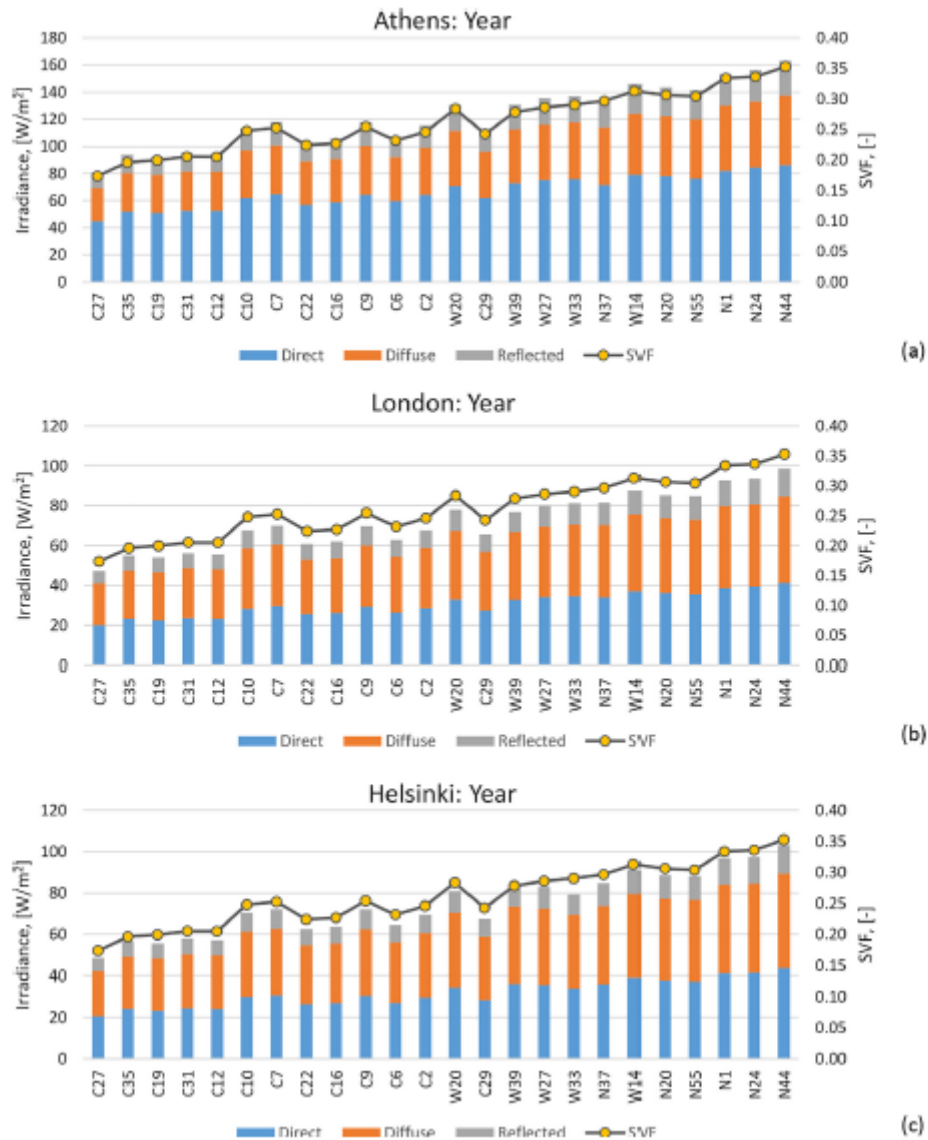 Athens: Year
180 0.40
160 0.35
140 0.30
120 0.25
100 0.20
80 0.15
60 0.10
40 0.05
20 0.00
0
Irradiance, [W/m²]
SVF, [-]
C27 C35 C19 C31 C12 C10 C7 C22 C16 C9 C6 C2 W20 C29 W39 W27 W33 N37 W14 N20 N55 N1 N24 N44
Direct Diffuse Reflected SVF
(a)
London: Year
120 0.40
100 0.35
80 0.30
60 0.25
40 0.20
20 0.15
0 0.10
0.05
0.00
Irradiance, [W/m²]
SVF, [-]
C27 C35 C19 C31 C12 C10 C7 C22 C16 C9 C6 C2 W20 C29 W39 W27 W33 N37 W14 N20 N55 N1 N24 N44
Direct Diffuse Reflected SVF
(b)
Helsinki: Year
120 0.40
100 0.35
80 0.30
60 0.25
40 0.20
20 0.15
0 0.10
0.05
0.00
Irradiance, [W/m²]
SVF, [-]
C27 C35 C19 C31 C12 C10 C7 C22 C16 C9 C6 C2 W20 C29 W39 W27 W33 N37 W14 N20 N55 N1 N24 N44
Direct Diffuse Reflected SVF
(c)